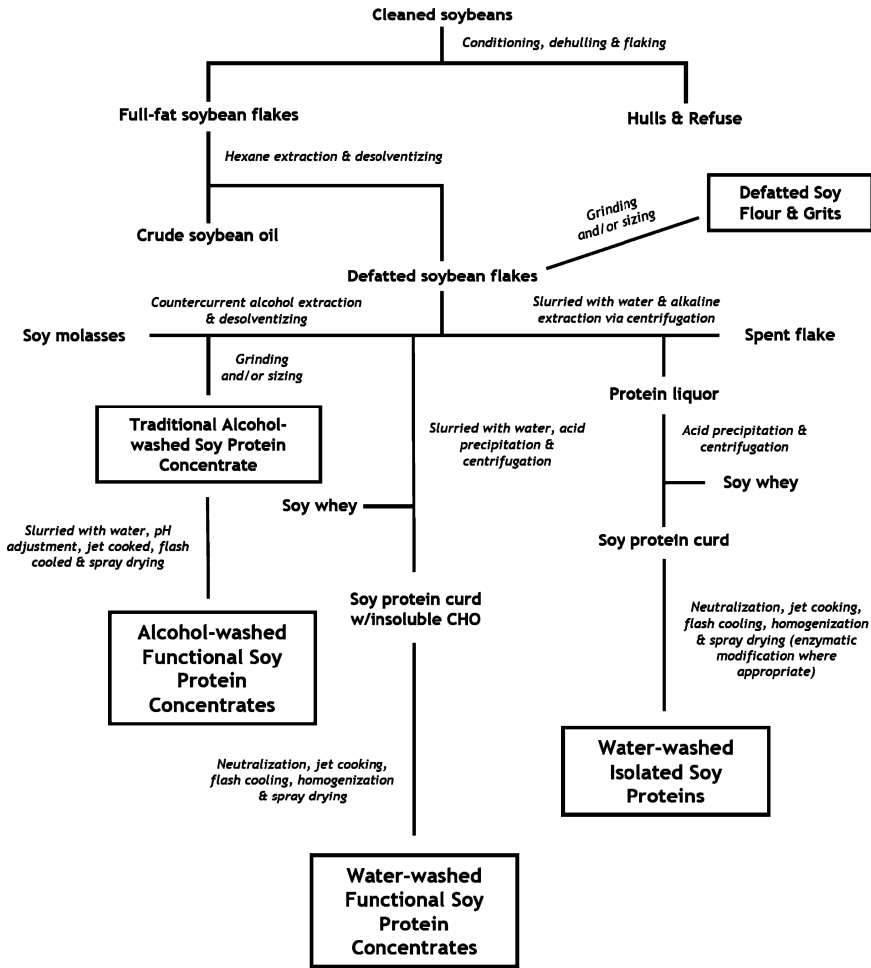 Cleaned soybeans
Conditioning, dehulling & flaking
Full-fat soybean flakes
Hulls & Refuse
Hexane extraction & desolventizing
Crude soybean oil
Grinding
and/or sizing
Defatted Soy
Flour & Grits
Defatted soybean flakes
Countercurrent alcohol extraction
& desolventizing
Slurried with water & alkaline
extraction via centrifugation
Soy molasses
Spent flake
Grinding
and/or sizing
Protein liquor
Traditional Alcohol-
washed Soy Protein
Concentrate
Slurried with water, acid
precipitation &
centrifugation
Acid precipitation &
centrifugation
Soy whey
Soy whey
Slurried with water, pH
adjustment, jet cooked, flash
cooled & spray drying
Soy protein curd
Soy protein curd
w/insoluble CHO
Neutralization, jet cooking,
flash cooling, homogenization
& spray drying (enzymatic
modification where
appropriate)
Alcohol-washed
Functional Soy
Protein
Concentrates
Neutralization, jet cooking,
flash cooling, homogenization
& spray drying
Water-washed
Isolated Soy
Proteins
Water-washed
Functional Soy
Protein
Concentrates